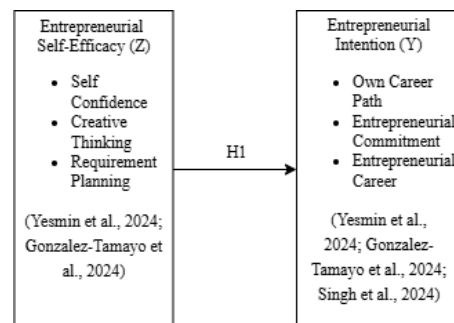 Entrepreneurial
Self-Efficacy (Z)
• Self
Confidence
• Creative
Thinking
• Requirement
Planning
(Yesmin et al., 2024;
Gonzalez-Tamayo et
al., 2024)
H1
Entrepreneurial
Intention (Y)
• Own Career
Path
• Entrepreneurial
Commitment
• Entrepreneurial
Career
(Yesmin et al.,
2024; Gonzalez-
Tamayo et al., 2024;
Singh et al., 2024)